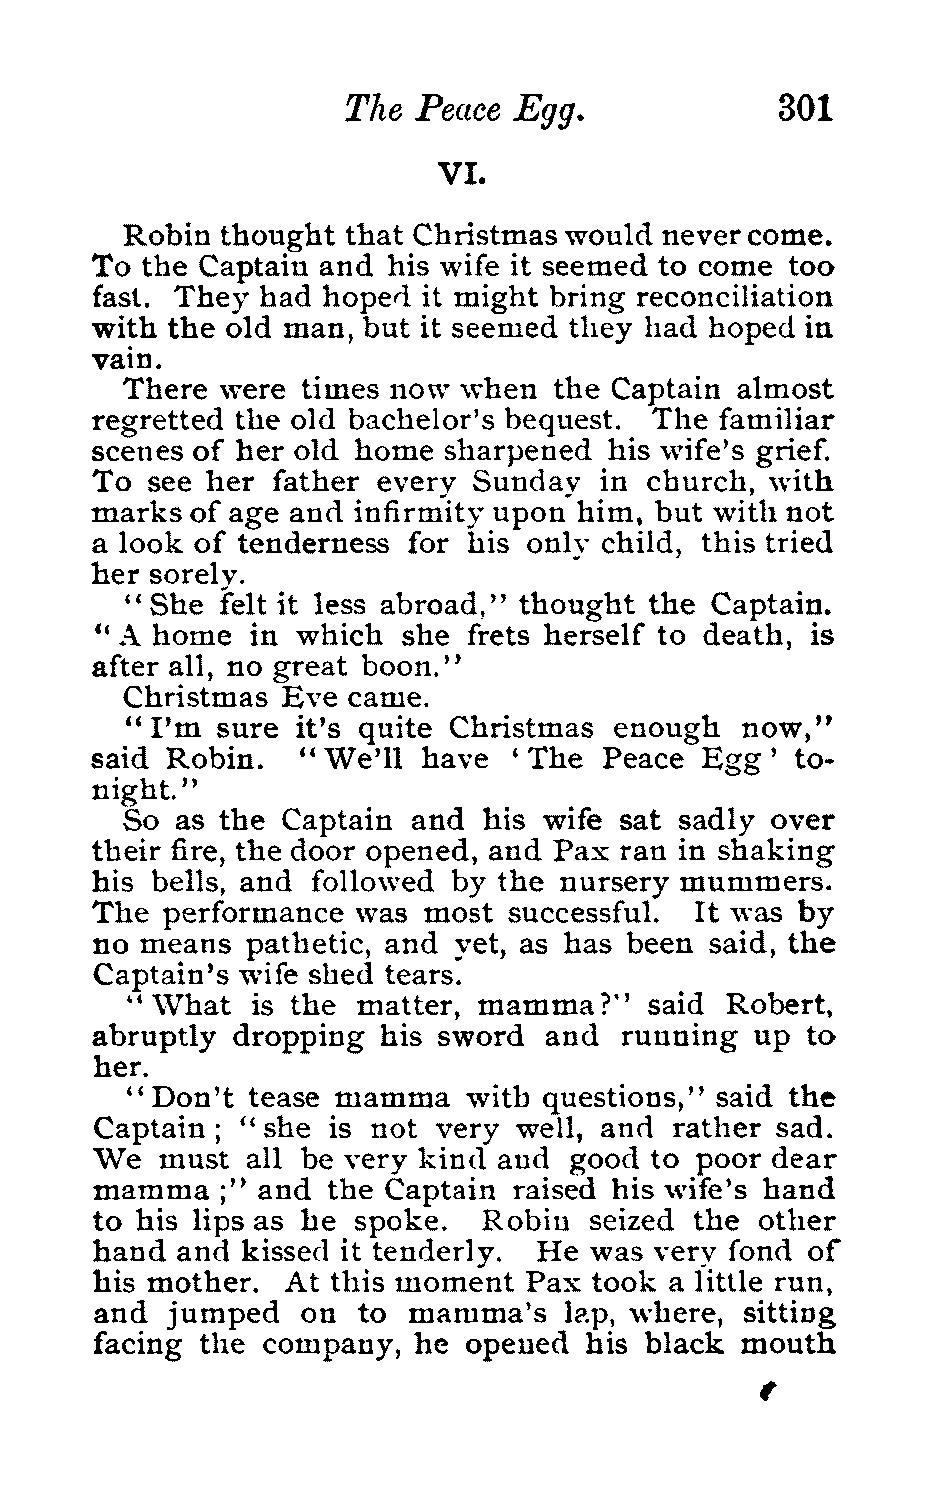 The Peace Egg. 301
VI.
Robin thought that Christmas would never come.
To the Captain and his wife it seemed to come too
fast. They had hoped it might bring reconciliation
with the old man, but it seemed they had hoped in
vain.
There were times now when the Captain almost
regretted the old bachelor's bequest. The familiar
scenes of her old home sharpened his wife's grief.
To see her father every Sunday in church, with
marks of age and infirmity upon him, but with not
a look of tenderness for his only child, this tried
her sorely.
"She felt it less abroad," thought the Captain.
"A home in which she frets herself to death, is
after all, no great boon."
Christmas Eve came.
"I'm sure it's quite Christmas enough now,"
said Robin. "We'll have 'The Peace Egg' to-
night."
So as the Captain and his wife sat sadly over
their fire, the door opened, and Pax ran in shaking
his bells, and followed by the nursery mummers.
The performance was most successful. It was by
no means pathetic, and yet, as has been said, the
Captain's wife shed tears.
"What is the matter, mamma?" said Robert,
abruptly dropping his sword and running up to
her.
"Don't tease mamma with questions," said the
Captain; "she is not very well, and rather sad.
We must all be very kind and good to poor dear
mamma;" and the Captain raised his wife's hand
to his lips as he spoke. Robin seized the other
hand and kissed it tenderly. He was very fond of
his mother. At this moment Pax took a little run,
and jumped on to mamma's lap, where, sitting
facing the company, he opened his black mouth